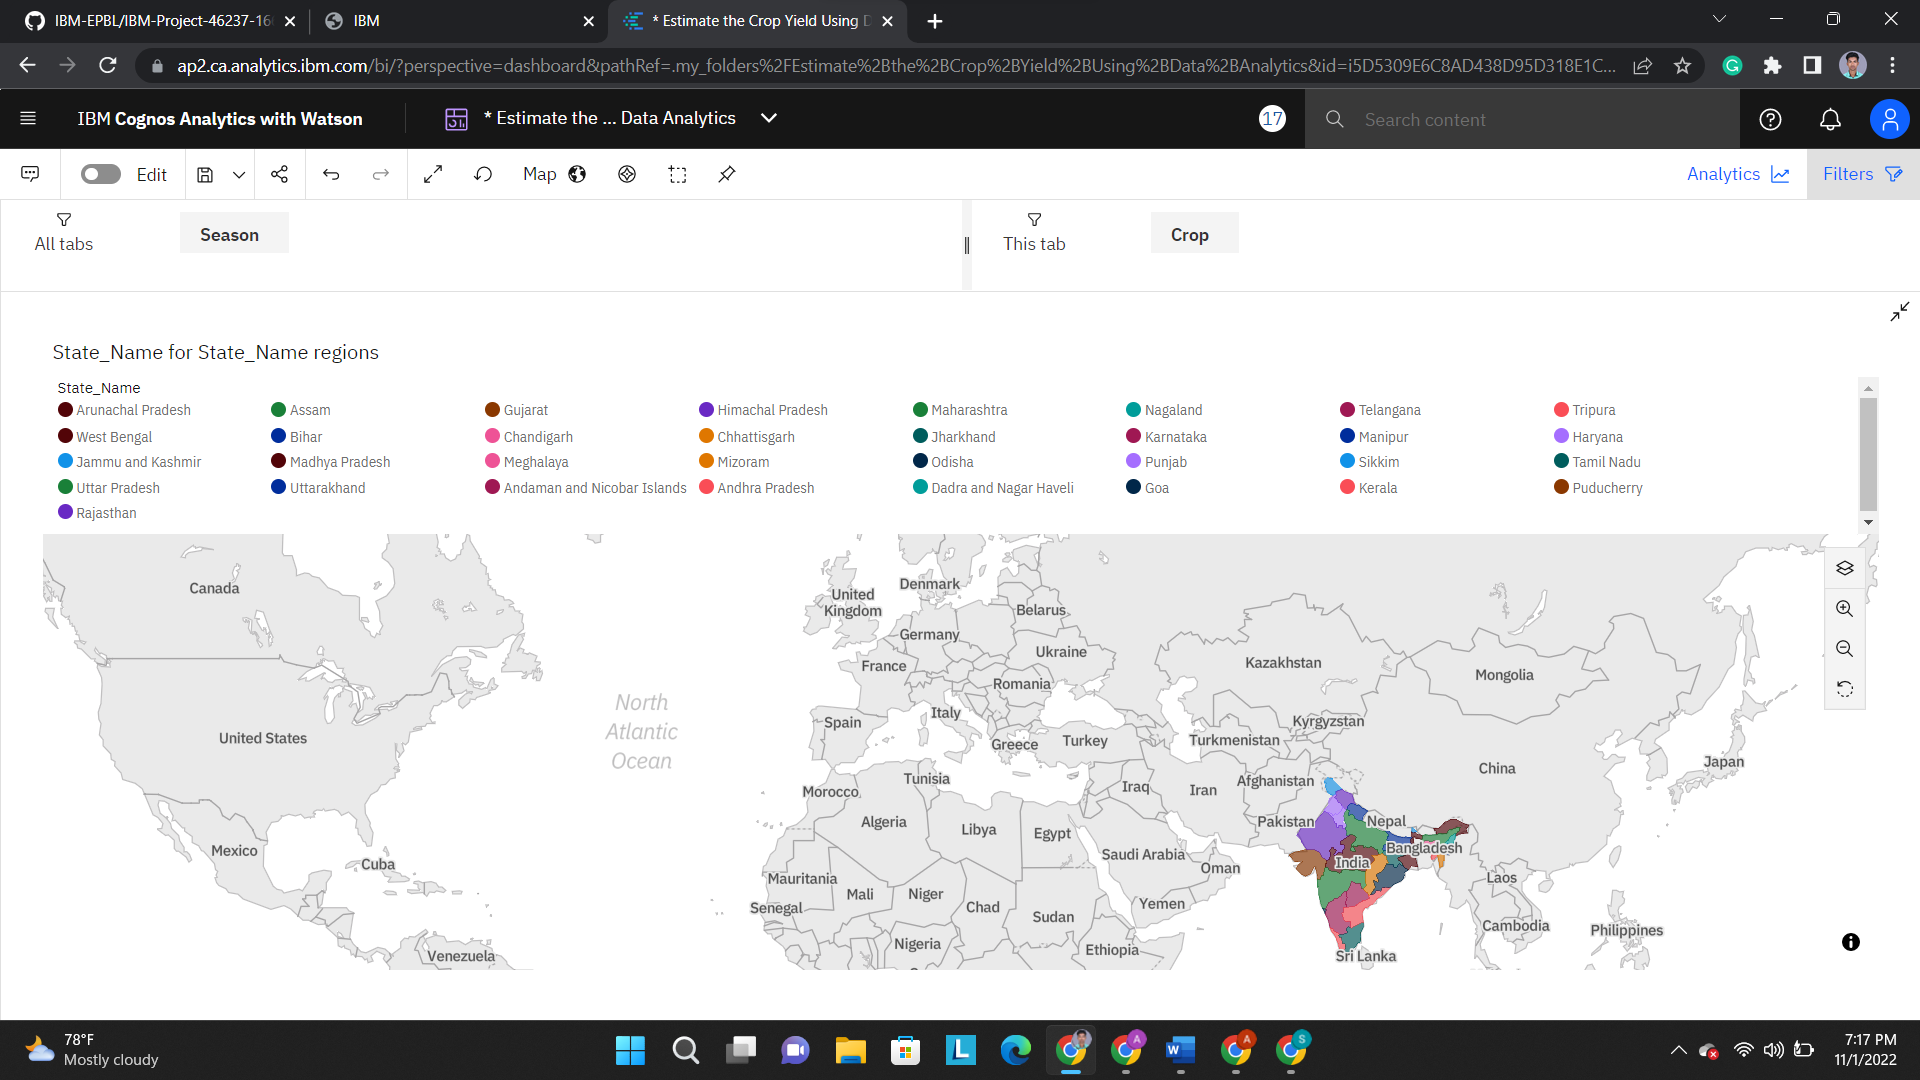 IBM-EPBL/IBM-Project-46237-16
IBM
* Estimate the Crop Yield Using D
ap2.ca.analytics.ibm.com/bi/?perspective=dashboard&pathRef=.my_folders%2FEstimate%2Bthe%2BCrop%2BYield%2BUsing%2BData%2BAnalytics&id=i5D5309E6C8AD438D95D318E1C...
IBM Cognos Analytics with Watson
* Estimate the ... Data Analytics
17
Search content
Edit
Map
Analytics
Filters
All tabs
Season
This tab
Crop
State_Name for State_Name regions
State_Name
Arunachal Pradesh Assam Gujarat Himachal Pradesh Maharashtra Nagaland Telangana Tripura
West Bengal Bihar Chandigarh Chhattisgarh Jharkhand Karnataka Manipur Haryana
Jammu and Kashmir Madhya Pradesh Meghalaya Mizoram Odisha Punjab Sikkim Tamil Nadu
Uttar Pradesh Uttarakhand Andaman and Nicobar Islands Andhra Pradesh Dadra and Nagar Haveli Goa Kerala Puducherry
Rajasthan
Canada
United
Kingdom
Denmark
Belarus
Germany
Ukraine
France
Kazakhstan
Mongolia
Romania
North
Atlantic
Ocean
Italy
Spain
Kyrgyzstan
United States
Greece
Turkey
Turkmenistan
Japan
China
Tunisia
Afghanistan
Morocco
Iraq
Iran
Algeria
Libya
Egypt
Pakistan
Nepal
Mexico
Bangladesh
Saudi Arabia
Cuba
India
Oman
Mauritania
Laos
Mali
Niger
Chad
Yemen
Senegal
Sudan
Cambodia
Philippines
Nigeria
Ethiopia
Venezuela
Sri Lanka
78°F
Mostly cloudy
L
A
W
A
S
7:17 PM
11/1/2022